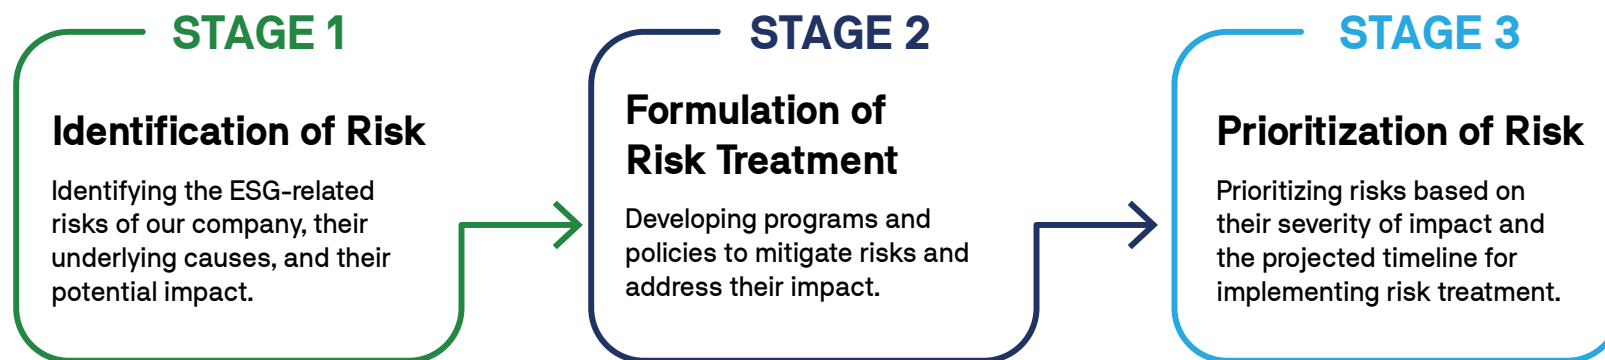 STAGE 1
Identification of Risk
Identifying the ESG-related
risks of our company, their
underlying causes, and their
potential impact.
STAGE 2
Formulation of
Risk Treatment
Developing programs and
policies to mitigate risks and
address their impact.
STAGE 3
Prioritization of Risk
Prioritizing risks based on
their severity of impact and
the projected timeline for
implementing risk treatment.